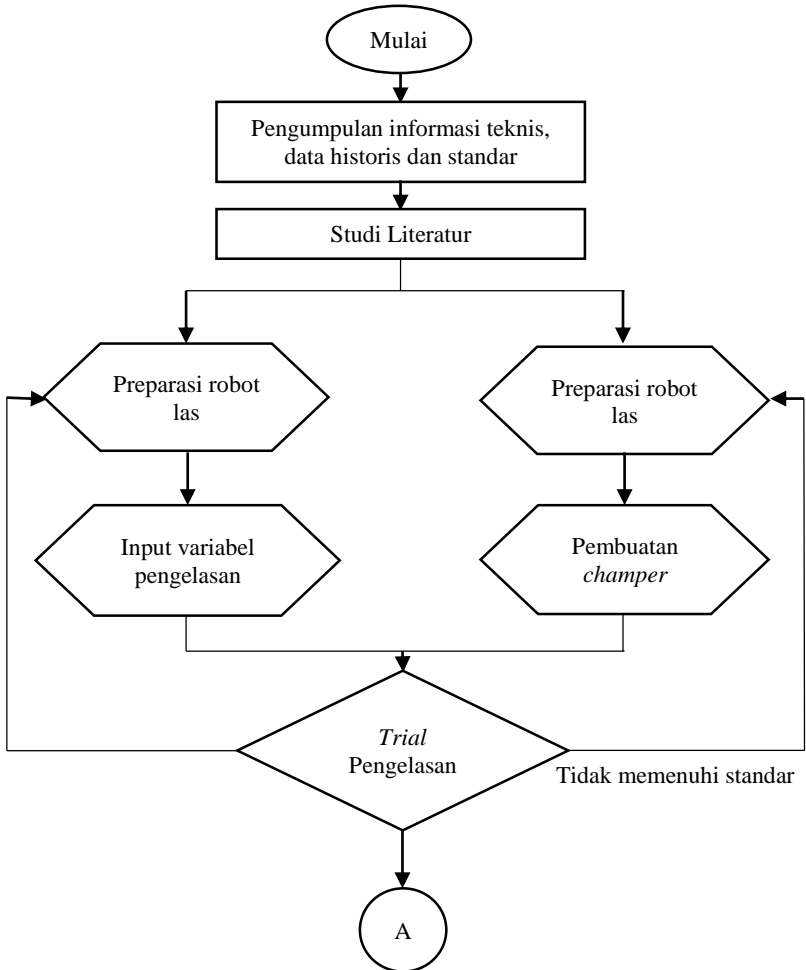 Mulai
Pengumpulan informasi teknis,
data historis dan standar
Studi Literatur
Preparasi robot
las
Preparasi robot
las
Input variabel
pengelasan
Pembuatan
champer
Trial
Pengelasan
Tidak memenuhi standar
A